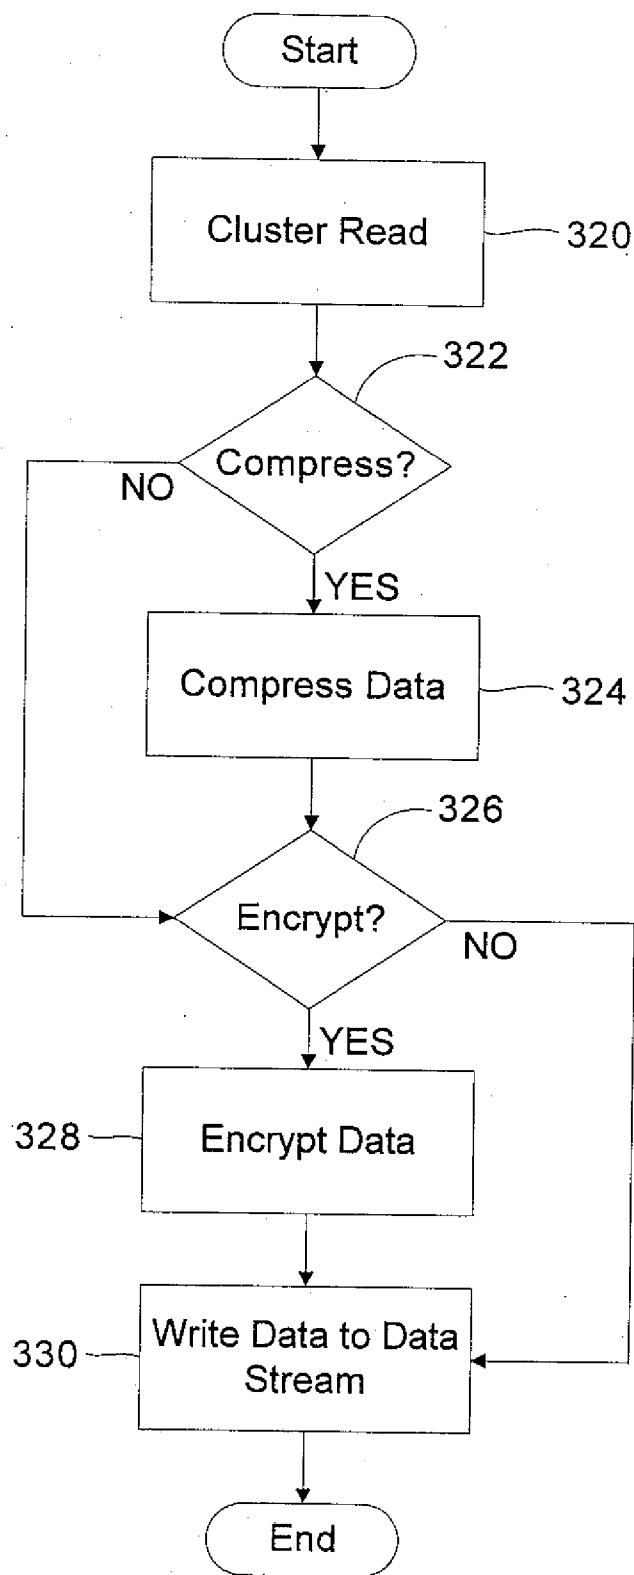 Start
Cluster Read
320
322
Compress?
NO
YES
Compress Data
324
326
Encrypt?
NO
YES
328
Encrypt Data
330
Write Data to Data
Stream
End